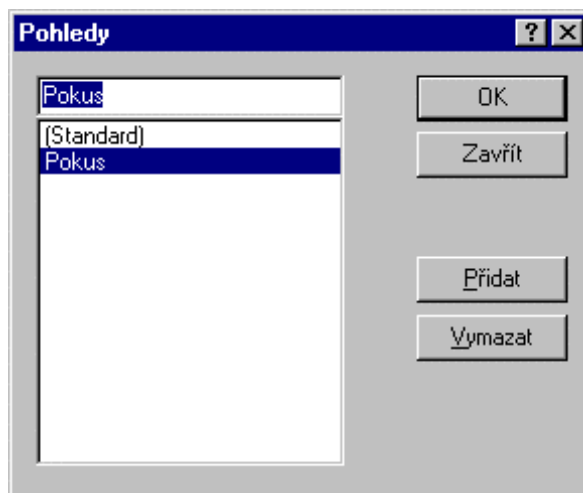 Pohledy
Pokus
(Standard)
Pokus
OK
Zavřít
Přidat
Vymazat